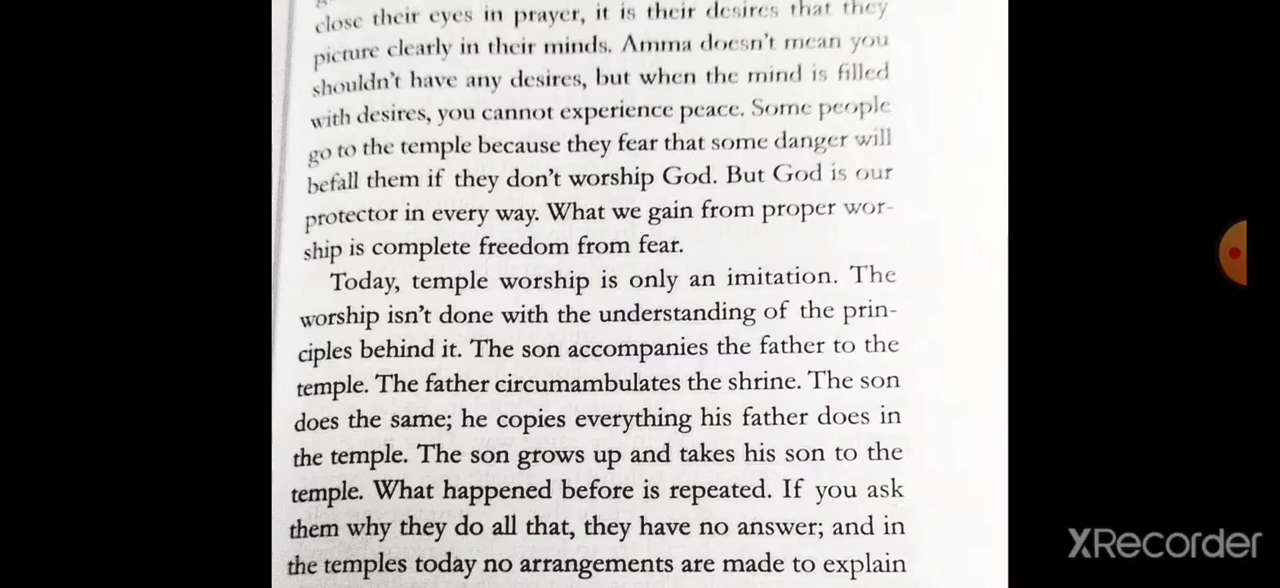 close their eyes in prayer, it is their desires that they
picture clearly in their minds. Amma doesn't mean you
shouldn't have any desires, but when the mind is filled
with desires, you cannot experience peace. Some people
go to the temple because they fear that some danger will
befall them if they don't worship God. But God is our
protector in every way. What we gain from proper wor-
ship is complete freedom from fear.
Today, temple worship is only an imitation. The
worship isn't done with the understanding of the prin-
ciples behind it. The son accompanies the father to the
temple. The father circumambulates the shrine. The son
does the same; he copies everything his father does in
the temple. The son grows up and takes his son to the
temple. What happened before is repeated. If you ask
them why they do all that, they have no answer; and in
the temples today no arrangements are made to explain
XRecorder